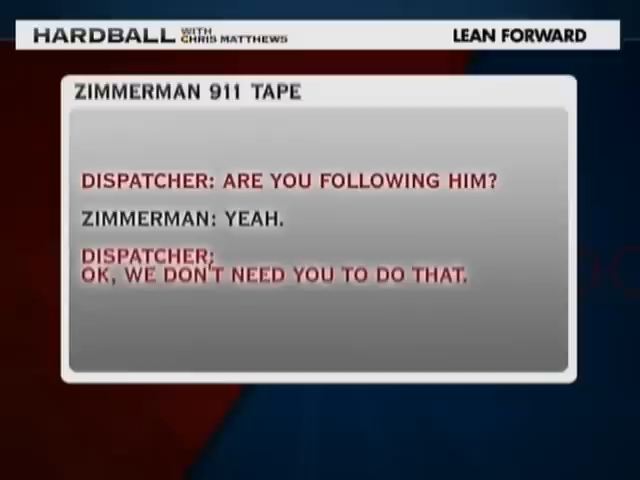 HARDBALL WITH CHRIS MATTHEWS
LEAN FORWARD
ZIMMERMAN 911 TAPE
DISPATCHER: ARE YOU FOLLOWING HIM?
ZIMMERMAN: YEAH.
DISPATCHER:
OK, WE DON'T NEED YOU TO DO THAT.